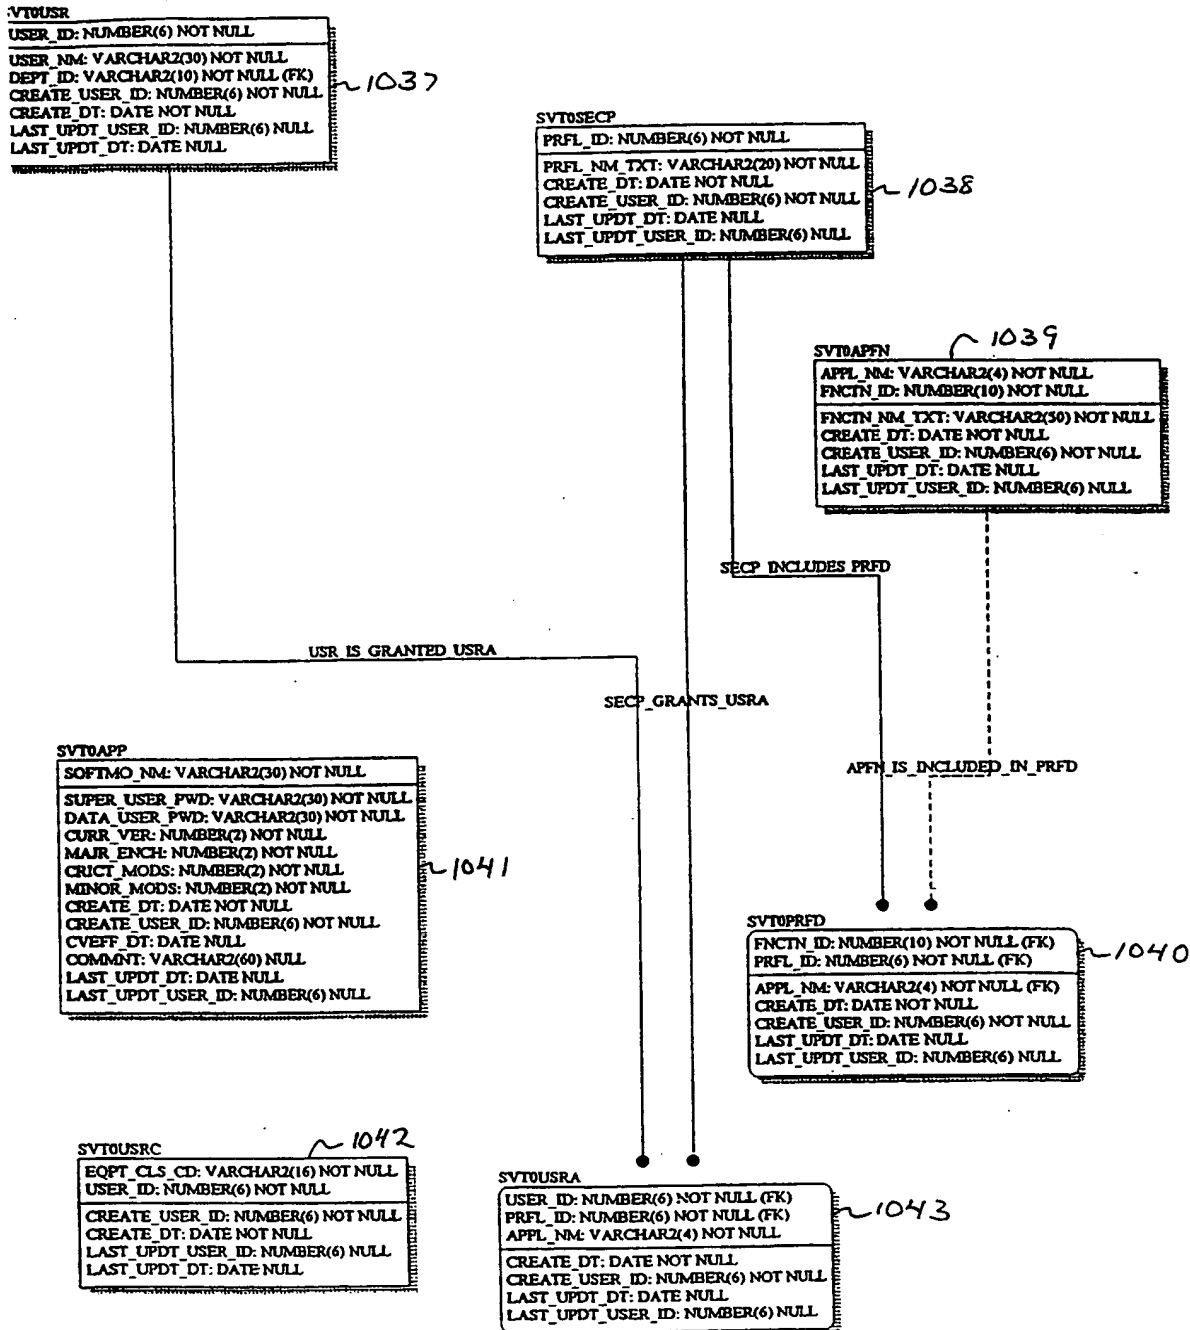 SVT0USR
USER_ID: NUMBER(6) NOT NULL
USER_NM: VARCHAR2(30) NOT NULL
DEPT_ID: VARCHAR2(10) NOT NULL (FK)
CREATE_USER_ID: NUMBER(6) NOT NULL
CREATE_DT: DATE NOT NULL
LAST_UPDT_USER_ID: NUMBER(6) NULL
LAST_UPDT_DT: DATE NULL
1037
SVT0SECP
PRFL_ID: NUMBER(6) NOT NULL
PRFL_NM_TXT: VARCHAR2(20) NOT NULL
CREATE_DT: DATE NOT NULL
CREATE_USER_ID: NUMBER(6) NOT NULL
LAST_UPDT_DT: DATE NULL
LAST_UPDT_USER_ID: NUMBER(6) NULL
1038
1039
SVT0APFN
APPL_NM: VARCHAR2(4) NOT NULL
FNCTN_ID: NUMBER(10) NOT NULL
FNCTN_NM_TXT: VARCHAR2(50) NOT NULL
CREATE_DT: DATE NOT NULL
CREATE_USER_ID: NUMBER(6) NOT NULL
LAST_UPDT_DT: DATE NULL
LAST_UPDT_USER_ID: NUMBER(6) NULL
SECP_INCLUDES_PRFD
USR_IS_GRANTED_USRA
SECP_GRANTS_USRA
APFN_IS_INCLUDED_IN_PRFD
SVT0APP
SOFTMO_NM: VARCHAR2(30) NOT NULL
SUPER_USER_PWD: VARCHAR2(30) NOT NULL
DATA_USER_PWD: VARCHAR2(30) NOT NULL
CURR_VER: NUMBER(2) NOT NULL
MAJR_ENCH: NUMBER(2) NOT NULL
CRICT_MODS: NUMBER(2) NOT NULL
MINOR_MODS: NUMBER(2) NOT NULL
CREATE_DT: DATE NOT NULL
CREATE_USER_ID: NUMBER(6) NOT NULL
CVEFF_DT: DATE NULL
COMMNT: VARCHAR2(60) NULL
LAST_UPDT_DT: DATE NULL
LAST_UPDT_USER_ID: NUMBER(6) NULL
1041
SVT0PRFD
FNCTN_ID: NUMBER(10) NOT NULL (FK)
PRFL_ID: NUMBER(6) NOT NULL (FK)
APPL_NM: VARCHAR2(4) NOT NULL (FK)
CREATE_DT: DATE NOT NULL
CREATE_USER_ID: NUMBER(6) NOT NULL
LAST_UPDT_DT: DATE NULL
LAST_UPDT_USER_ID: NUMBER(6) NULL
1040
1042
SVT0USRC
EQPT_CLS_CD: VARCHAR2(16) NOT NULL
USER_ID: NUMBER(6) NOT NULL
CREATE_USER_ID: NUMBER(6) NOT NULL
CREATE_DT: DATE NOT NULL
LAST_UPDT_USER_ID: NUMBER(6) NULL
LAST_UPDT_DT: DATE NULL
SVT0USRA
USER_ID: NUMBER(6) NOT NULL (FK)
PRFL_ID: NUMBER(6) NOT NULL (FK)
APPL_NM: VARCHAR2(4) NOT NULL
CREATE_DT: DATE NOT NULL
CREATE_USER_ID: NUMBER(6) NOT NULL
LAST_UPDT_DT: DATE NULL
LAST_UPDT_USER_ID: NUMBER(6) NULL
1043